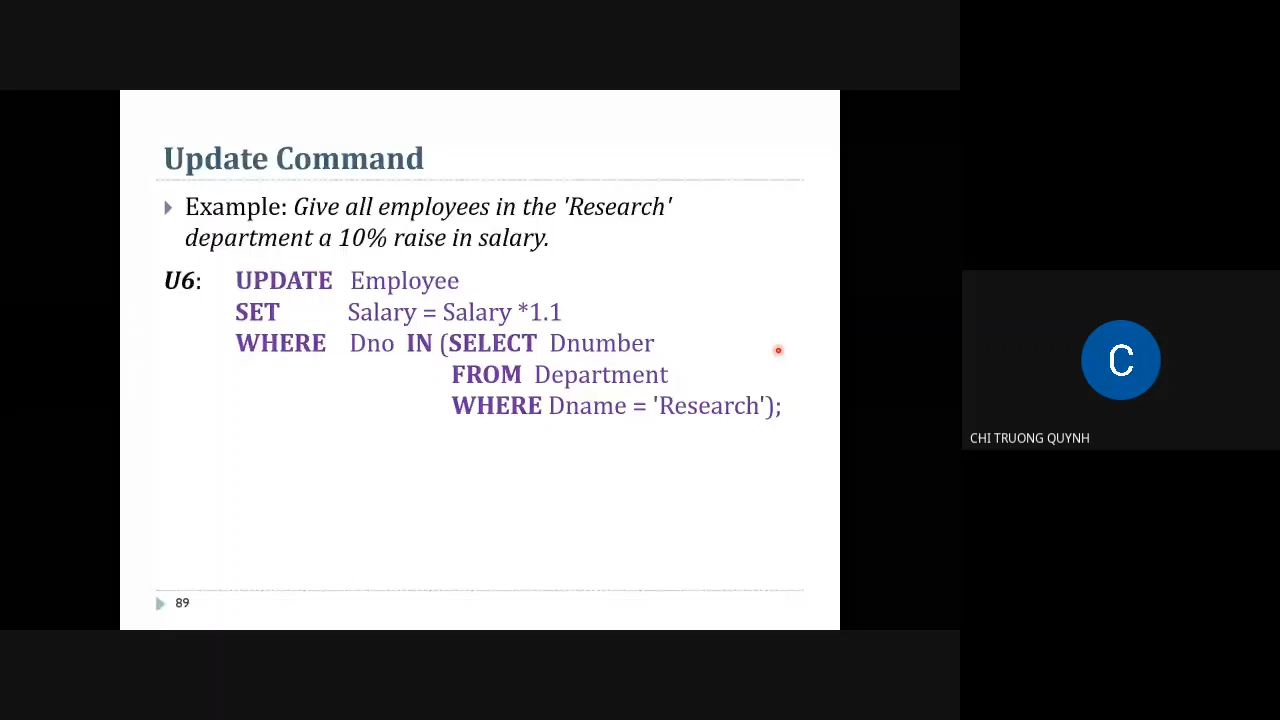 Update Command
Example: Give all employees in the 'Research'
department a 10% raise in salary.
U6: UPDATE Employee
SET Salary = Salary *1.1
WHERE Dno IN (SELECT Dnumber
FROM Department
WHERE Dname = 'Research');
89
C
CHI TRUONG QUYNH